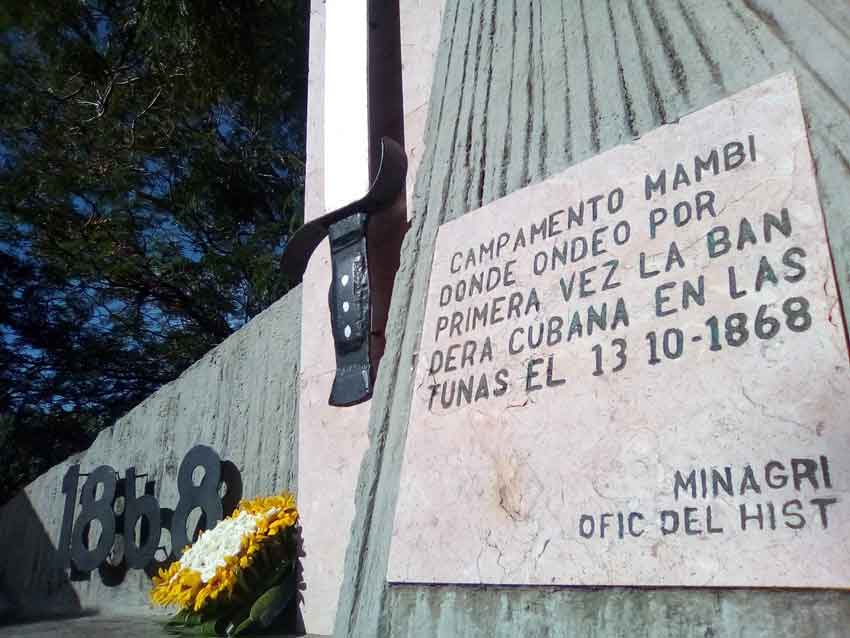 CAMPAMENTO MAMBI
DONDE ONDEO POR
PRIMERA VEZ LA BAN
DERA CUBANA EN LAS
TUNAS EL 13 10-1868
MINAGRI
OFIC DEL HIST
1868